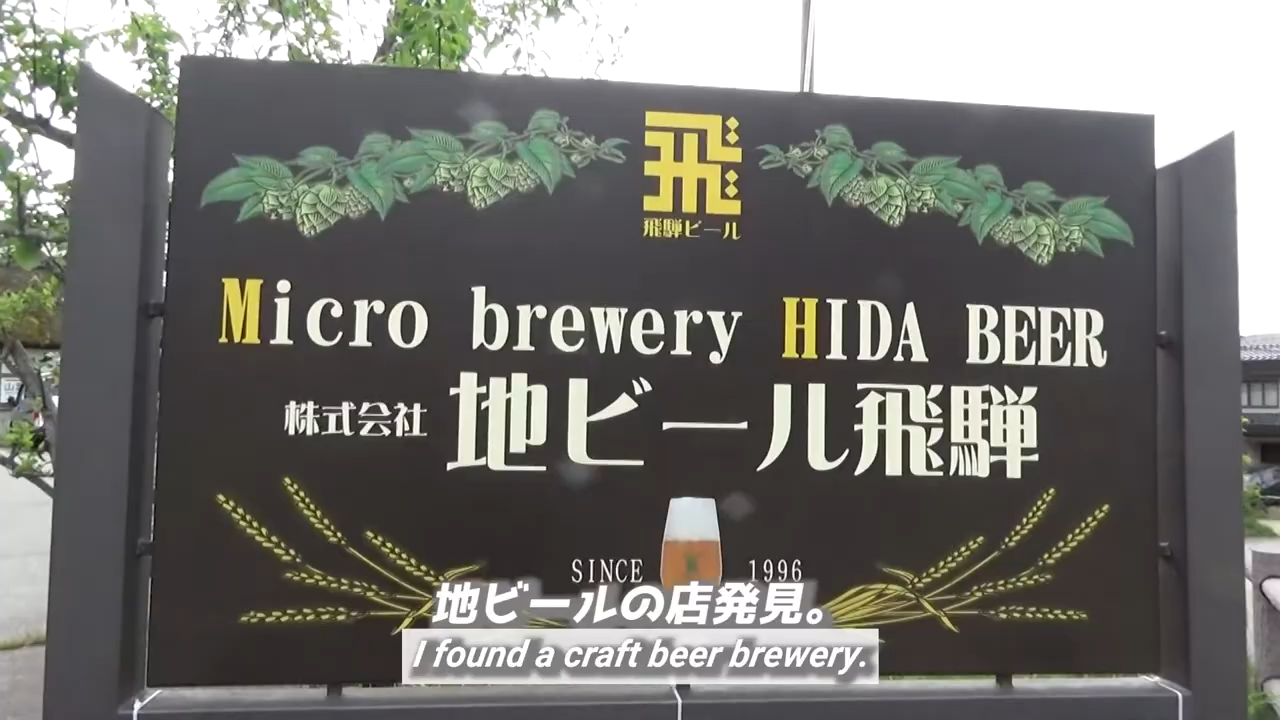 飛
飛騨ビール
Micro brewery HIDA BEER
株式会社 地ビール飛騨
SINCE 1996
地ビールの店発見。
I found a craft beer brewery.